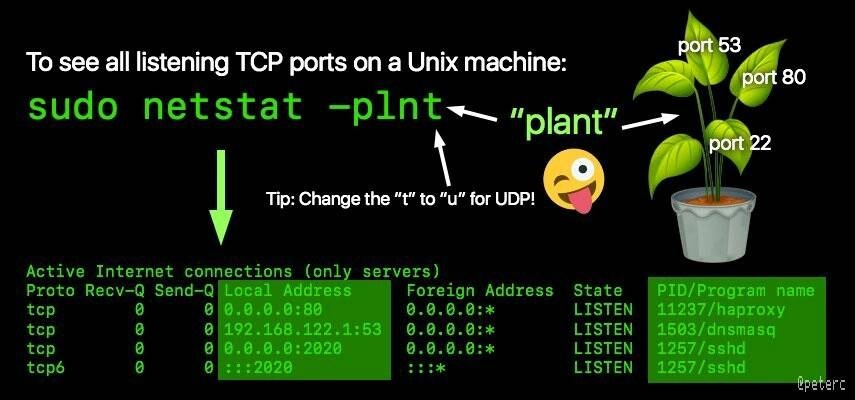 To see all listening TCP ports on a Unix machine:
sudo netstat -plnt
“plant”
port 53
port 80
port 22
Tip: Change the “t” to “u” for UDP!
Active Internet connections (only servers)
Proto Recv-Q Send-Q Local Address Foreign Address State PID/Program name
tcp 0 0 0.0.0.0:80 0.0.0.0:* LISTEN 11237/haproxy
tcp 0 0 192.168.122.1:53 0.0.0.0:* LISTEN 1503/dnsmasq
tcp 0 0 0.0.0.0:2020 0.0.0.0:* LISTEN 1257/sshd
tcp6 0 0 :::2020 :::* LISTEN 1257/sshd
@peterc